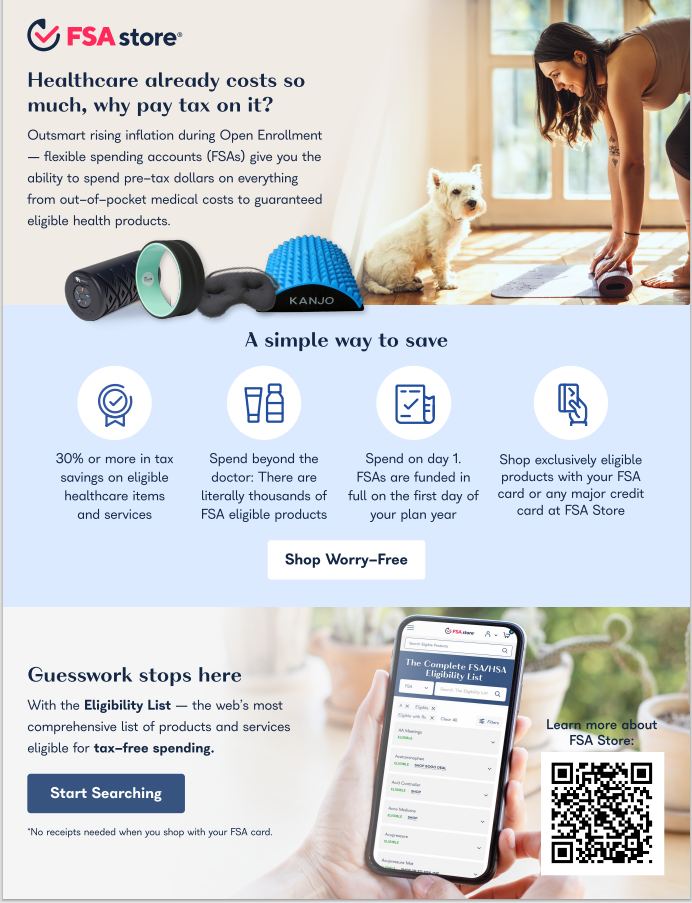 FSA store®
Healthcare already costs so
much, why pay tax on it?
Outsmart rising inflation during Open Enrollment
— flexible spending accounts (FSAs) give you the
ability to spend pre-tax dollars on everything
from out-of-pocket medical costs to guaranteed
eligible health products.
KANJO
A simple way to save
30% or more in tax
savings on eligible
healthcare items
and services
Spend beyond the
doctor: There are
literally thousands of
FSA eligible products
Spend on day 1.
FSAs are funded in
full on the first day of
your plan year
Shop exclusively eligible
products with your FSA
card or any major credit
card at FSA Store
Shop Worry-Free
Guesswork stops here
With the Eligibility List — the web's most
comprehensive list of products and services
eligible for tax-free spending.
Start Searching
*No receipts needed when you shop with your FSA card.
FSA store
Search Eligible Products
The Complete FSA/HSA
Eligibility List
FSA
Search The Eligibility List
A
Eligible
Eligible with Rx
Clear All
Filters
AA Meetings
ELIGIBLE
Acetaminophen
ELIGIBLE SHOP GOOD DEAL
Acid Controller
ELIGIBLE SHOP
Acne Medicine
ELIGIBLE SHOP
Acupressure
ELIGIBLE
Acupressure Mat
Learn more about
FSA Store: